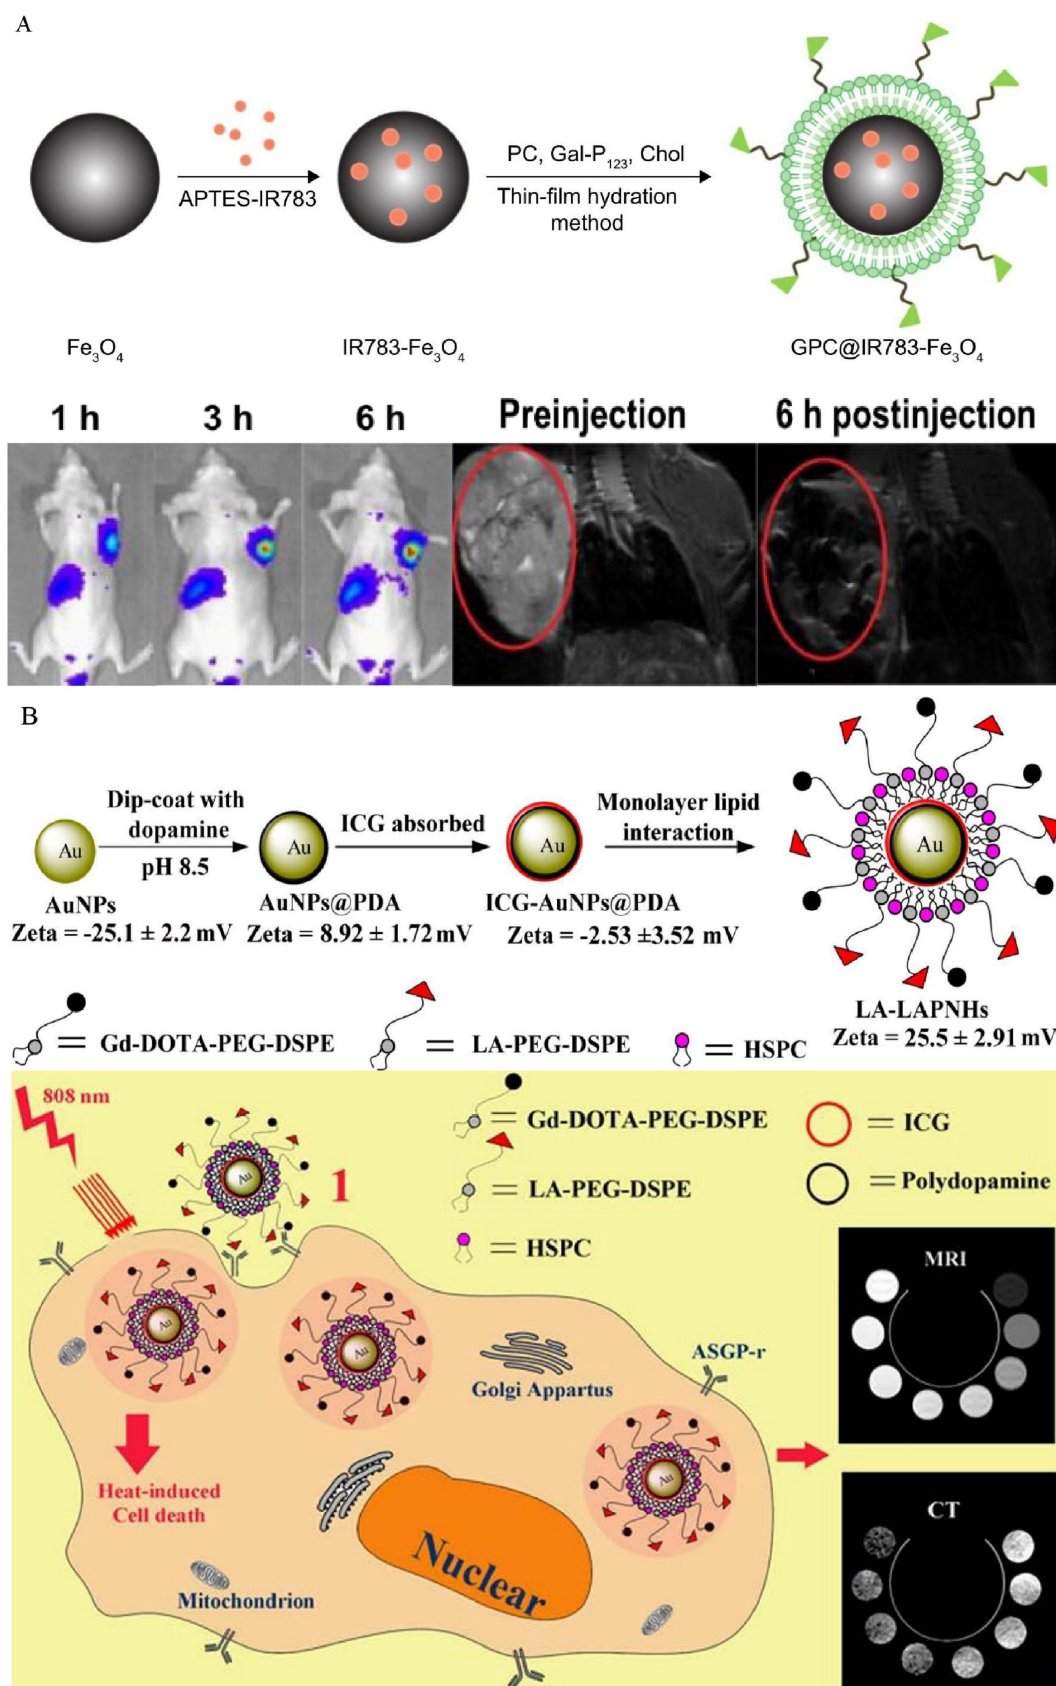 A
APTES-IR783
PC, Gal-P₁₂₃, Chol
Thin-film hydration
method
Fe₃O₄
IR783-Fe₃O₄
GPC@IR783-Fe₃O₄
1 h
3 h
6 h
Preinjection
6 h postinjection
B
Dip-coat with
dopamine
pH 8.5
ICG absorbed
Monolayer lipid
interaction
Au
Au
Au
Au
AuNPs
Zeta = -25.1 ± 2.2 mV
AuNPs@PDA
Zeta = 8.92 ± 1.72 mV
ICG-AuNPs@PDA
Zeta = -2.53 ±3.52 mV
LA-LAPNHs
Zeta = 25.5 ± 2.91 mV
= Gd-DOTA-PEG-DSPE
= LA-PEG-DSPE
= HSPC
808 nm
Au
1
= Gd-DOTA-PEG-DSPE
= LA-PEG-DSPE
= HSPC
= ICG
= Polydopamine
Au
Au
Golgi Appartus
ASGP-r
Au
Heat-induced
Cell death
Nuclear
Mitochondrion
MRI
CT